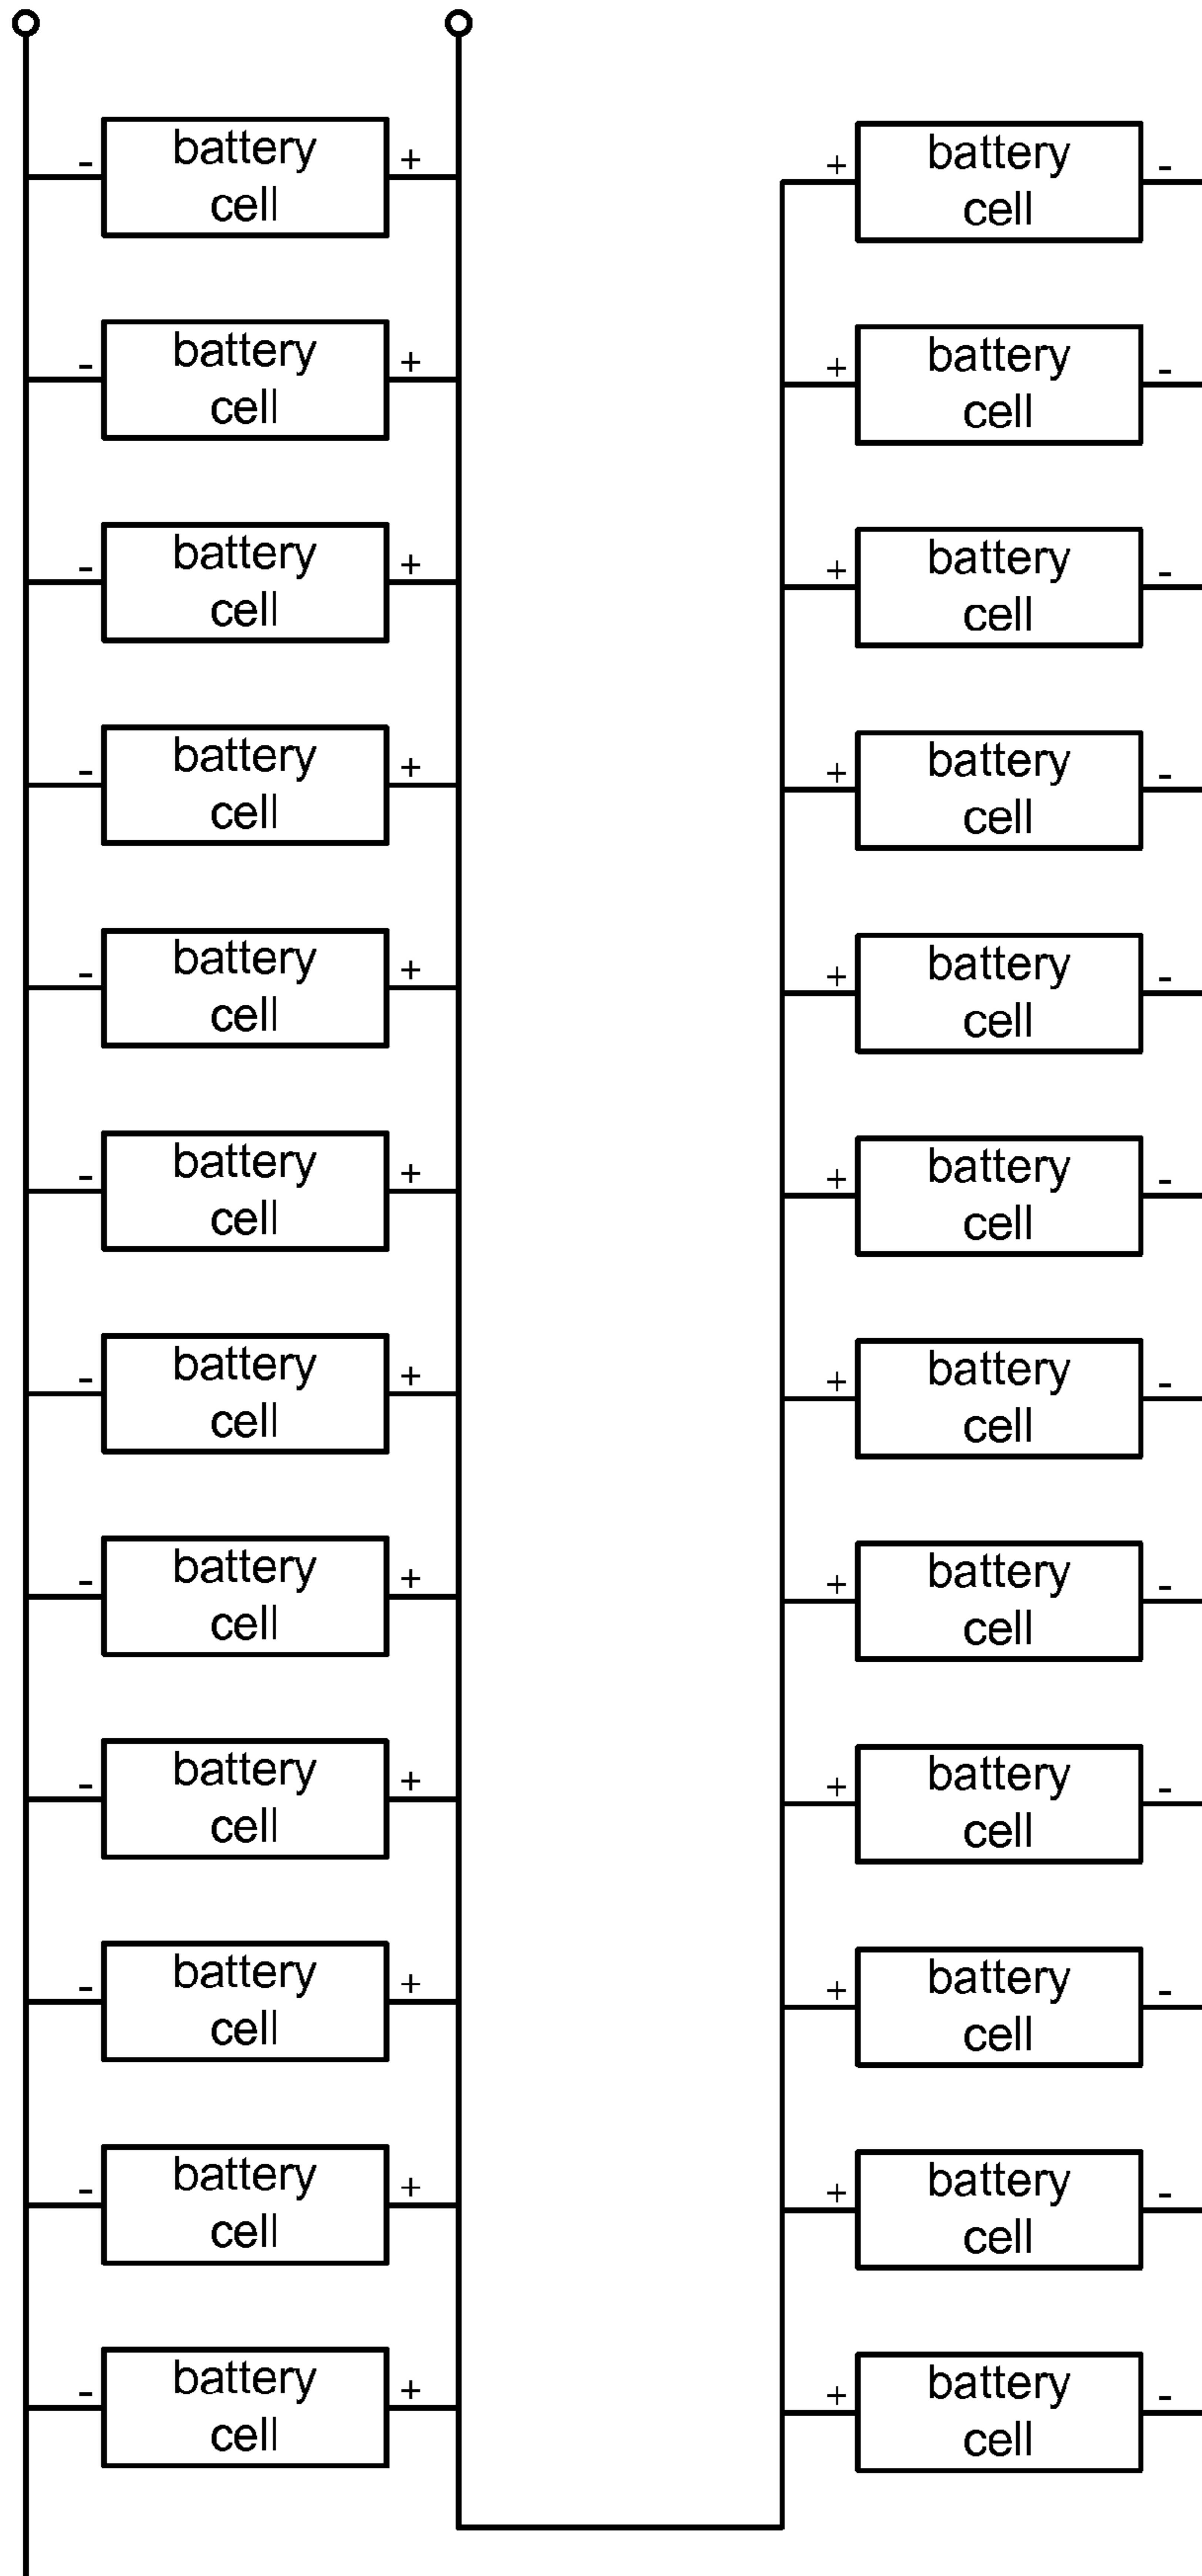 - battery +
cell
- battery +
cell
- battery +
cell
- battery +
cell
- battery +
cell
- battery +
cell
- battery +
cell
- battery +
cell
- battery +
cell
- battery +
cell
- battery +
cell
- battery +
cell
+ battery -
cell
+ battery -
cell
+ battery -
cell
+ battery -
cell
+ battery -
cell
+ battery -
cell
+ battery -
cell
+ battery -
cell
+ battery -
cell
+ battery -
cell
+ battery -
cell
+ battery -
cell